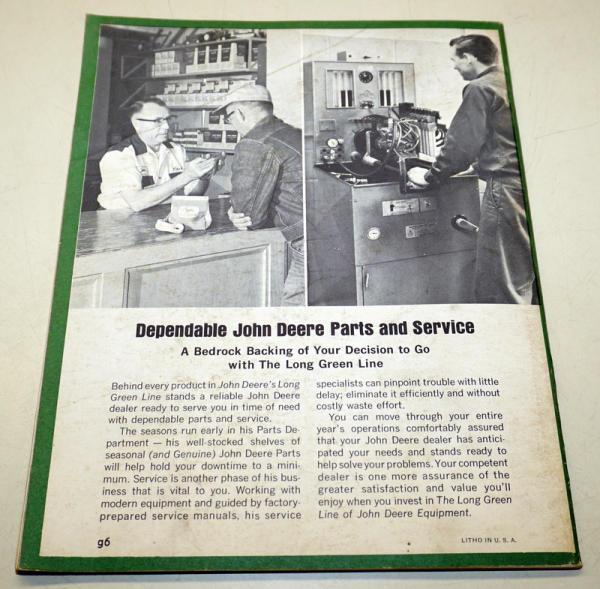 Dependable John Deere Parts and Service
A Bedrock Backing of Your Decision to Go
with The Long Green Line
Behind every product in John Deere's Long
Green Line stands a reliable John Deere
dealer ready to serve you in time of need
with dependable parts and service.
The seasons run early in his Parts De-
partment — his well-stocked shelves of
seasonal (and Genuine) John Deere Parts
will help hold your downtime to a mini-
mum. Service is another phase of his bus-
iness that is vital to you. Working with
modern equipment and guided by factory-
prepared service manuals, his service
specialists can pinpoint trouble with little
delay; eliminate it efficiently and without
costly waste effort.
You can move through your entire
year's operations comfortably assured
that your John Deere dealer has antici-
pated your needs and stands ready to
help solve your problems. Your competent
dealer is one more assurance of the
greater satisfaction and value you'll
enjoy when you invest in The Long Green
Line of John Deere Equipment.
g6
LITHO IN U. S. A.